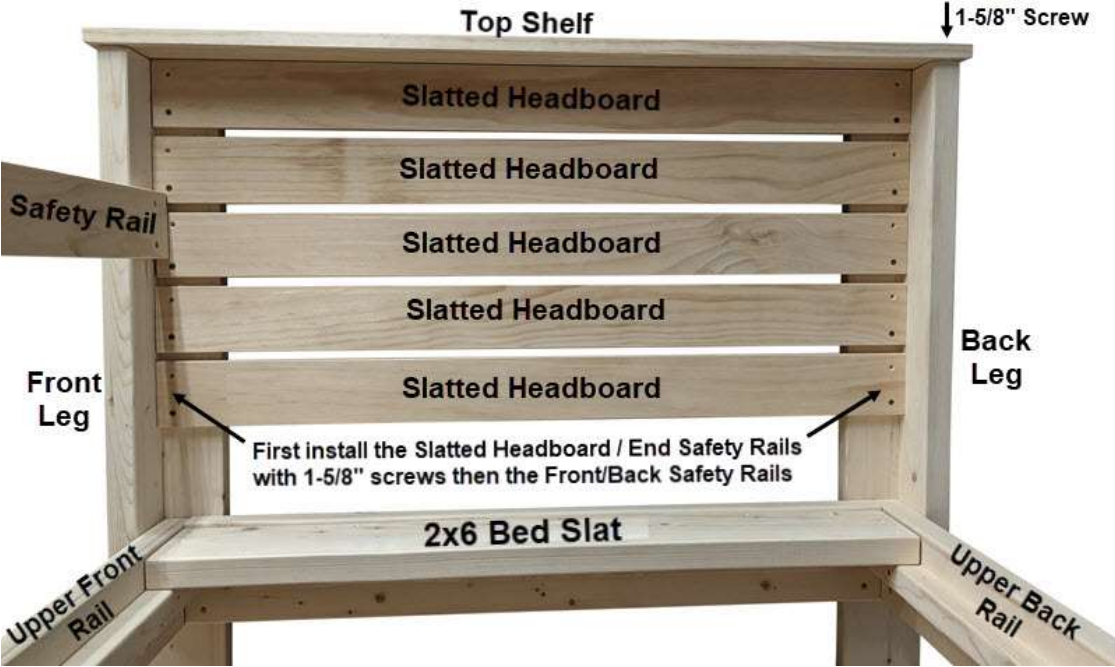 Top Shelf
1-5/8" Screw
Slatted Headboard
Slatted Headboard
Safety Rail
Slatted Headboard
Slatted Headboard
Back
Leg
Front
Leg
Slatted Headboard
First install the Slatted Headboard / End Safety Rails
with 1-5/8" screws then the Front/Back Safety Rails
2x6 Bed Slat
Upper Front
Rail
Upper Back
Rail